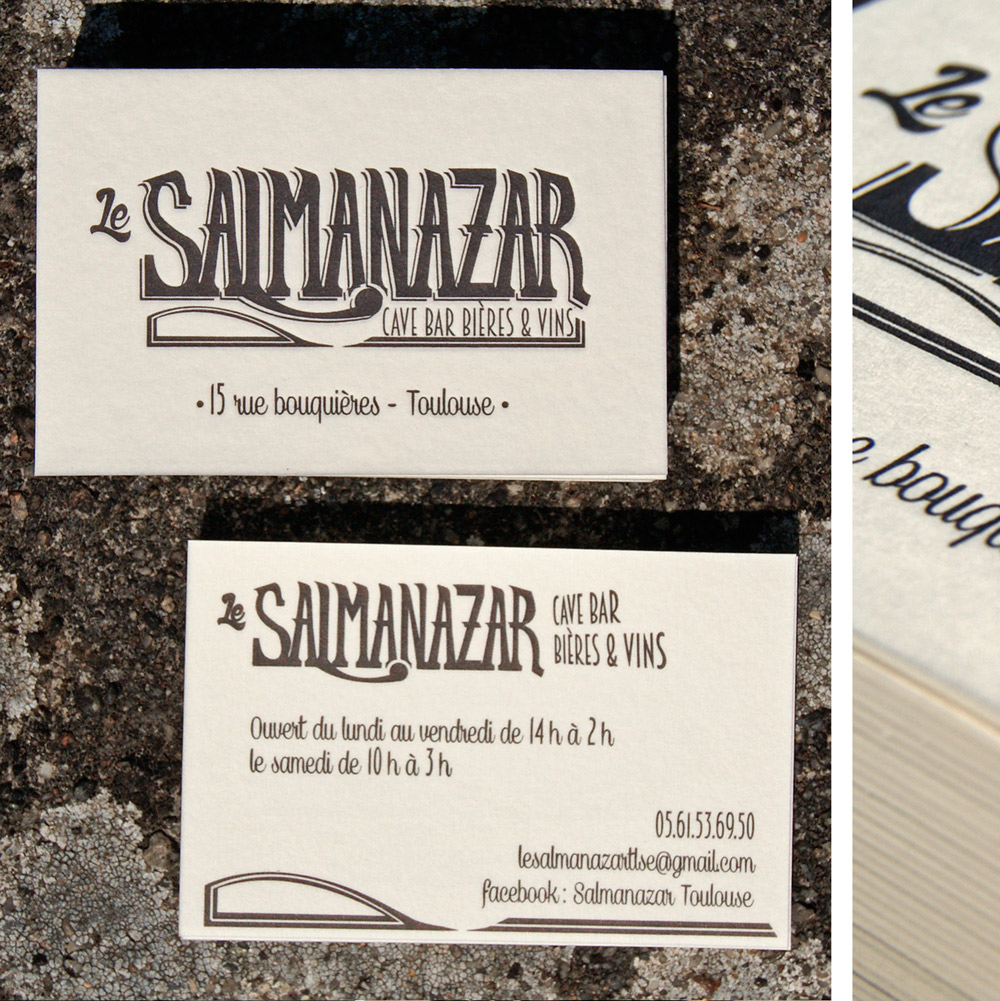 Le SALMANAZAR
CAVE BAR BIÈRES & VINS
• 15 rue bouquières - Toulouse •
Le SALMANAZAR
CAVE BAR
BIÈRES & VINS
Ouvert du lundi au vendredi de 14 h à 2 h
le samedi de 10 h à 3 h
05.61.53.69.50
lesalmanazartlse@gmail.com
facebook : Salmanazar Toulouse
Le S
e bouq